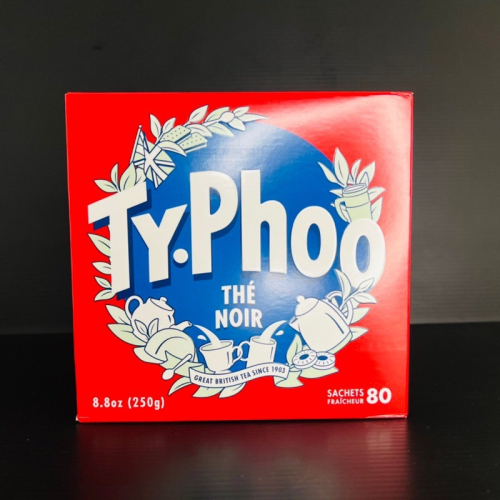 Ty.Phoo
THÉ
NOIR
GREAT BRITISH TEA SINCE 1903
8.8oz (250g)
SACHETS
FRAÎCHEUR 80